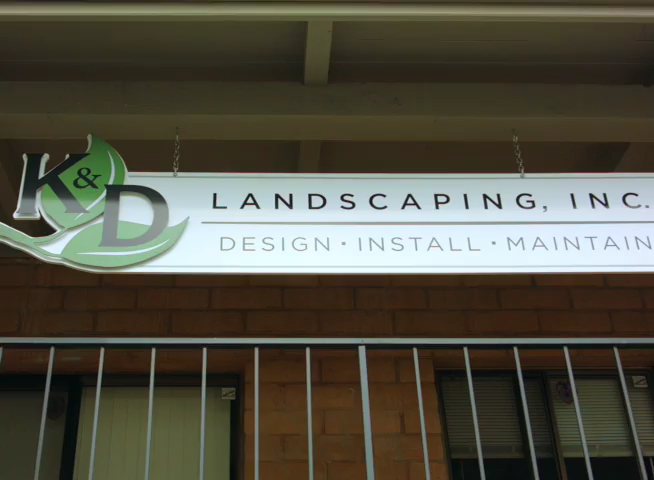 K & D
LANDSCAPING, INC.
DESIGN · INSTALL · MAINTAIN